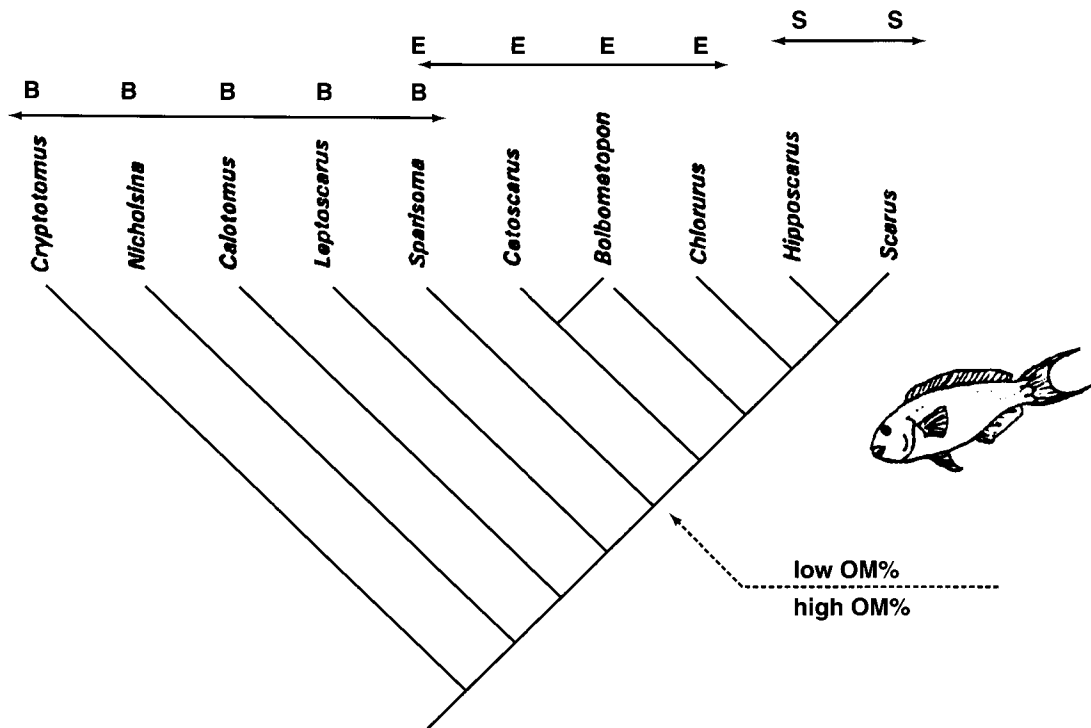 S S
E E E E
B B B B B
Cryptotomus
Nicholsina
Calotomus
Leptoscarus
Sparisoma
Cetoscarus
Bolbometopon
Chlorurus
Hipposcarus
Scarus
low OM%
high OM%